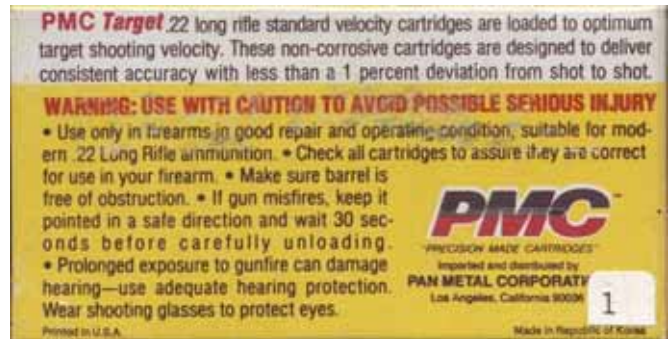 PMC Target .22 long rifle standard velocity cartridges are loaded to optimum
target shooting velocity. These non-corrosive cartridges are designed to deliver
consistent accuracy with less than a 1 percent deviation from shot to shot.
WARNING: USE WITH CAUTION TO AVOID POSSIBLE SERIOUS INJURY
• Use only in firearms in good repair and operating condition, suitable for mod-
ern .22 Long Rifle ammunition. • Check all cartridges to assure they are correct
for use in your firearm. • Make sure barrel is
free of obstruction. • If gun misfires, keep it
pointed in a safe direction and wait 30 sec-
onds before carefully unloading.
• Prolonged exposure to gunfire can damage
hearing—use adequate hearing protection.
Wear shooting glasses to protect eyes.
Printed in U.S.A.
PMC™
"PRECISION MADE CARTRIDGES"
Imported and distributed by
PAN METAL CORPORATI
Los Angeles, California 90036
1
Made in Republic of Korea